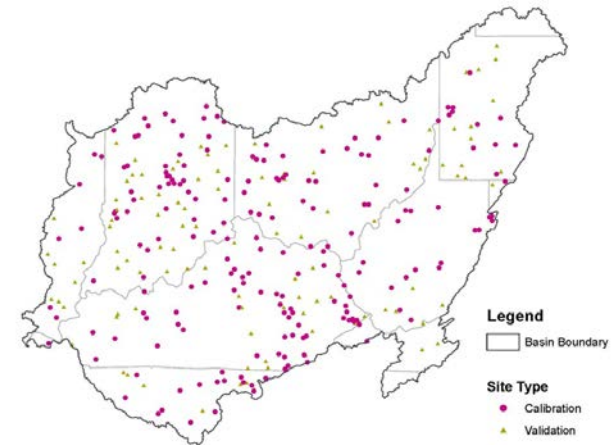 Legend
Basin Boundary
Site Type
Calibration
Validation